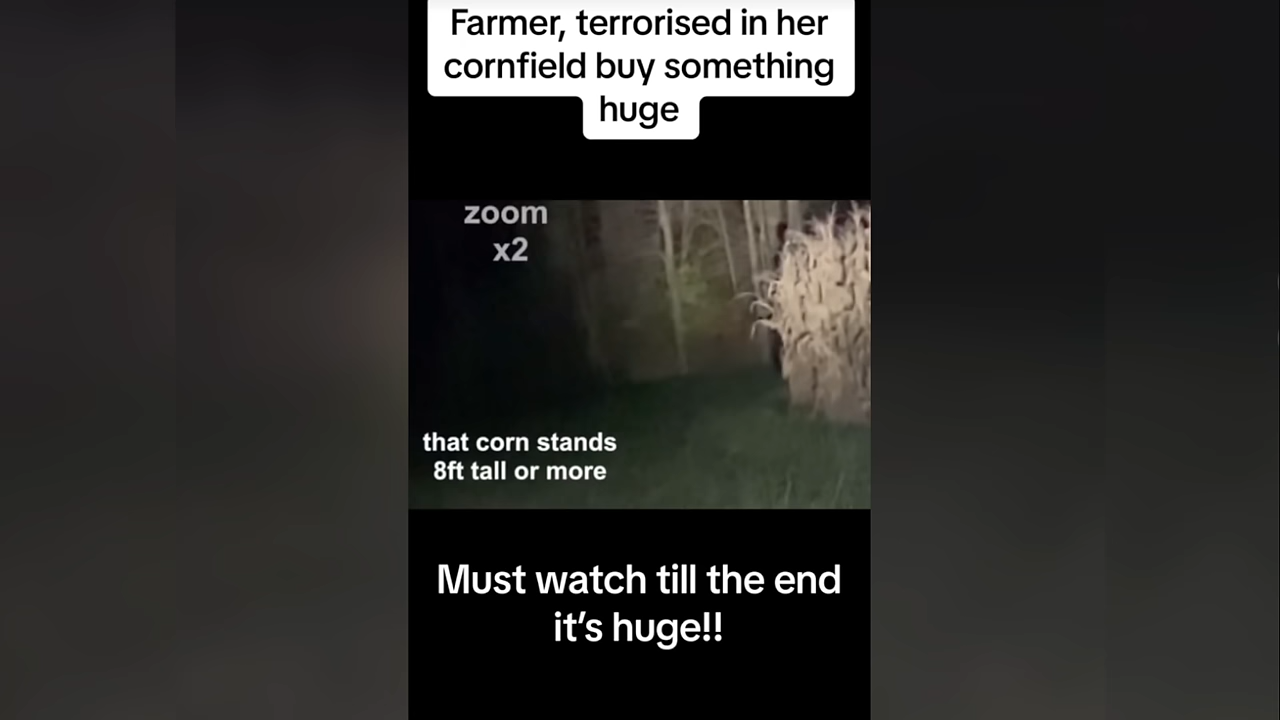 Farmer, terrorised in her
cornfield buy something
huge
zoom
x2
that corn stands
8ft tall or more
Must watch till the end
it's huge!!